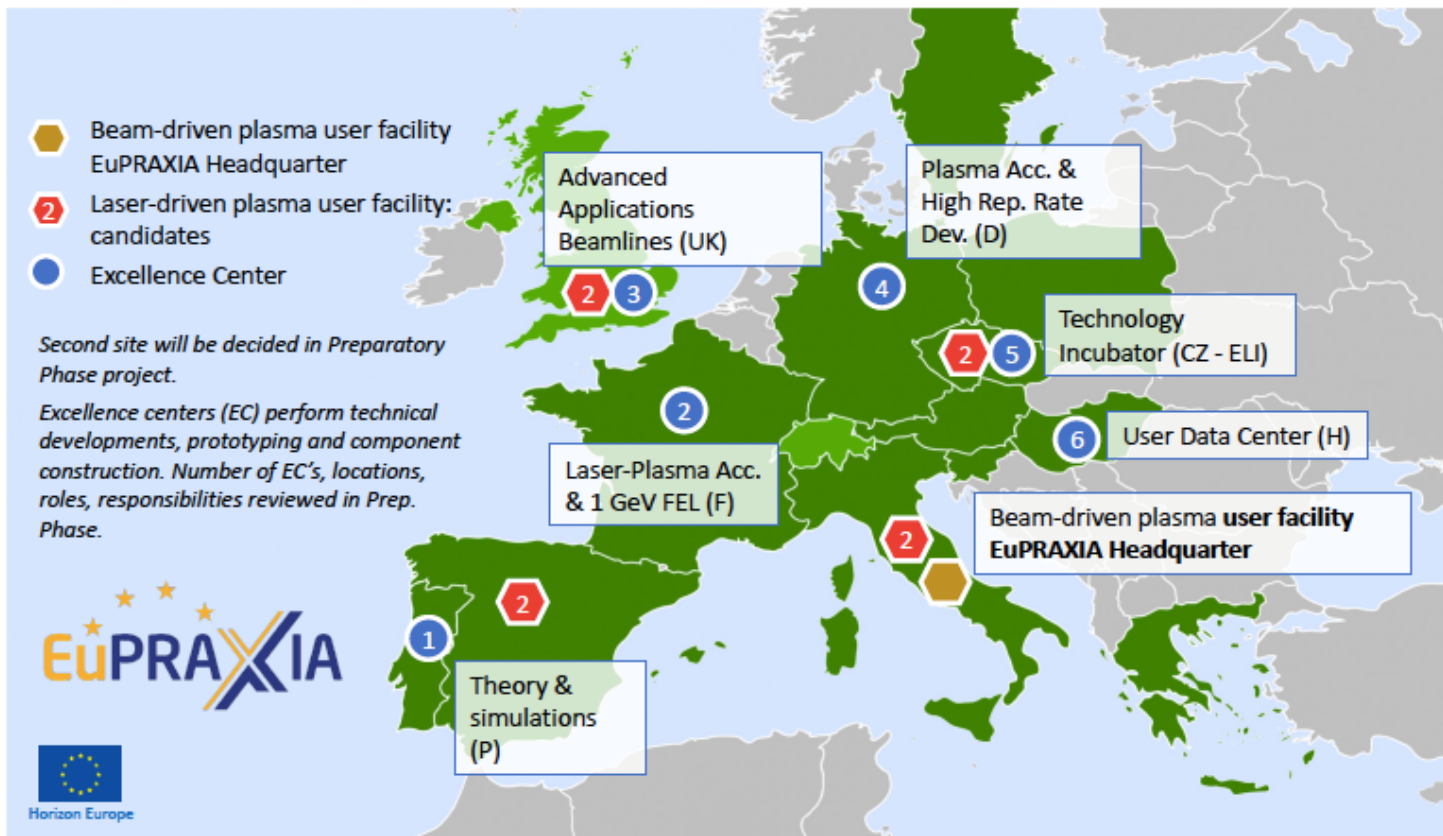 Beam-driven plasma user facility
EuPRAXIA Headquarter
2
Laser-driven plasma user facility:
candidates
Excellence Center
Second site will be decided in Preparatory
Phase project.
Excellence centers (EC) perform technical
developments, prototyping and component
construction. Number of EC's, locations,
roles, responsibilities reviewed in Prep.
Phase.
EuPRAXIA
Horizon Europe
Advanced
Applications
Beamlines (UK)
2
3
Plasma Acc. &
High Rep. Rate
Dev. (D)
4
Technology
Incubator (CZ - ELI)
2
5
2
Laser-Plasma Acc.
& 1 GeV FEL (F)
6
User Data Center (H)
Beam-driven plasma user facility
EuPRAXIA Headquarter
2
2
1
Theory &
simulations
(P)